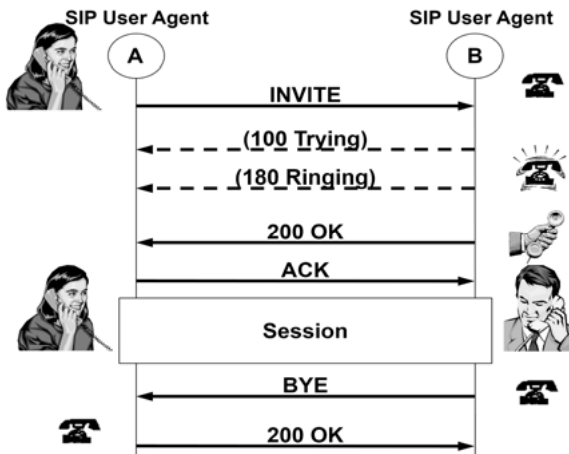 SIP User Agent SIP User Agent
A B
INVITE
(100 Trying)
(180 Ringing)
200 OK
ACK
Session
BYE
200 OK